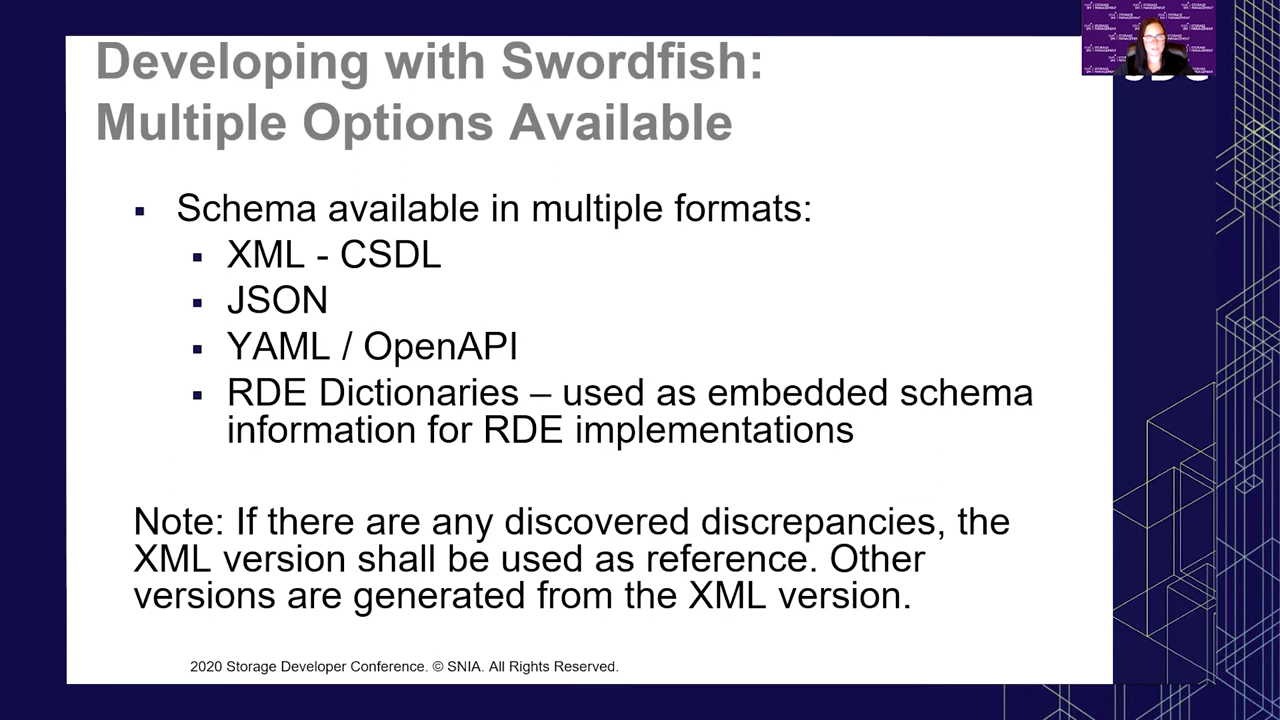 Developing with Swordfish:
Multiple Options Available
▪ Schema available in multiple formats:
▪ XML - CSDL
▪ JSON
▪ YAML / OpenAPI
▪ RDE Dictionaries – used as embedded schema
information for RDE implementations
Note: If there are any discovered discrepancies, the
XML version shall be used as reference. Other
versions are generated from the XML version.
2020 Storage Developer Conference. © SNIA. All Rights Reserved.